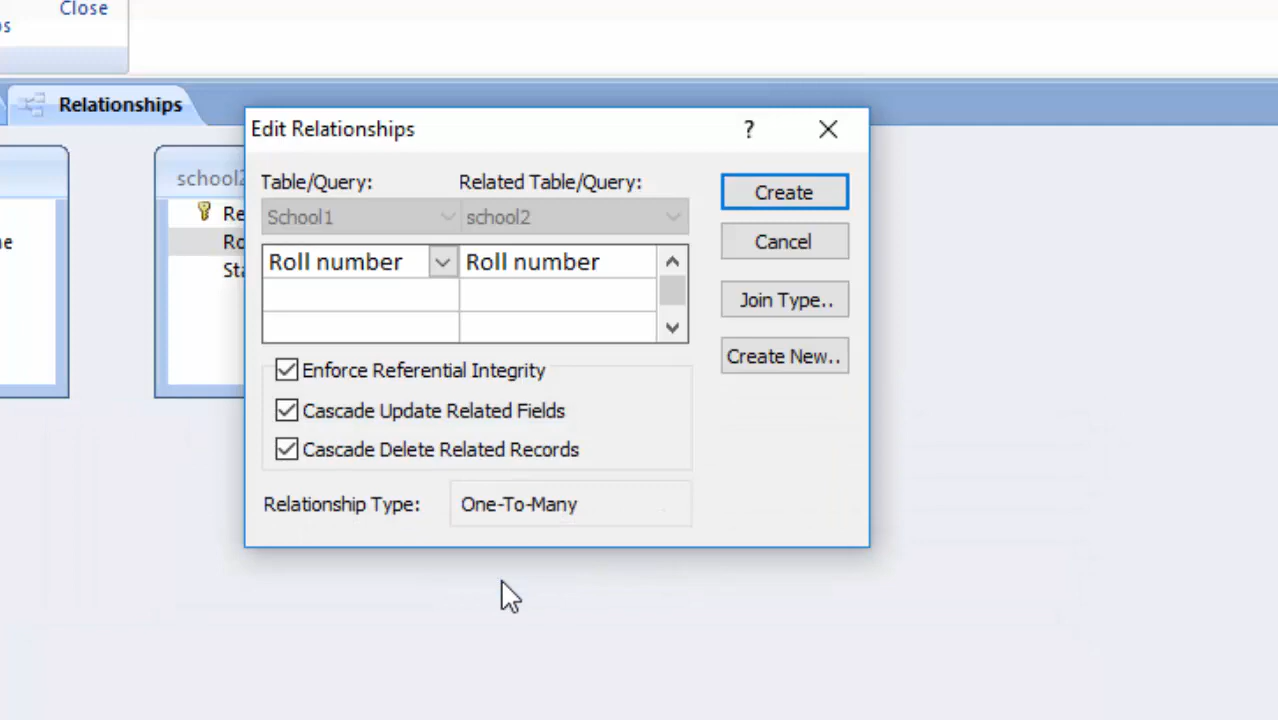 Close
Relationships
Edit Relationships
?
Table/Query:
Related Table/Query:
School1
school2
Roll number
Roll number
Enforce Referential Integrity
Cascade Update Related Fields
Cascade Delete Related Records
Relationship Type:
One-To-Many
Create
Cancel
Join Type..
Create New..
school2